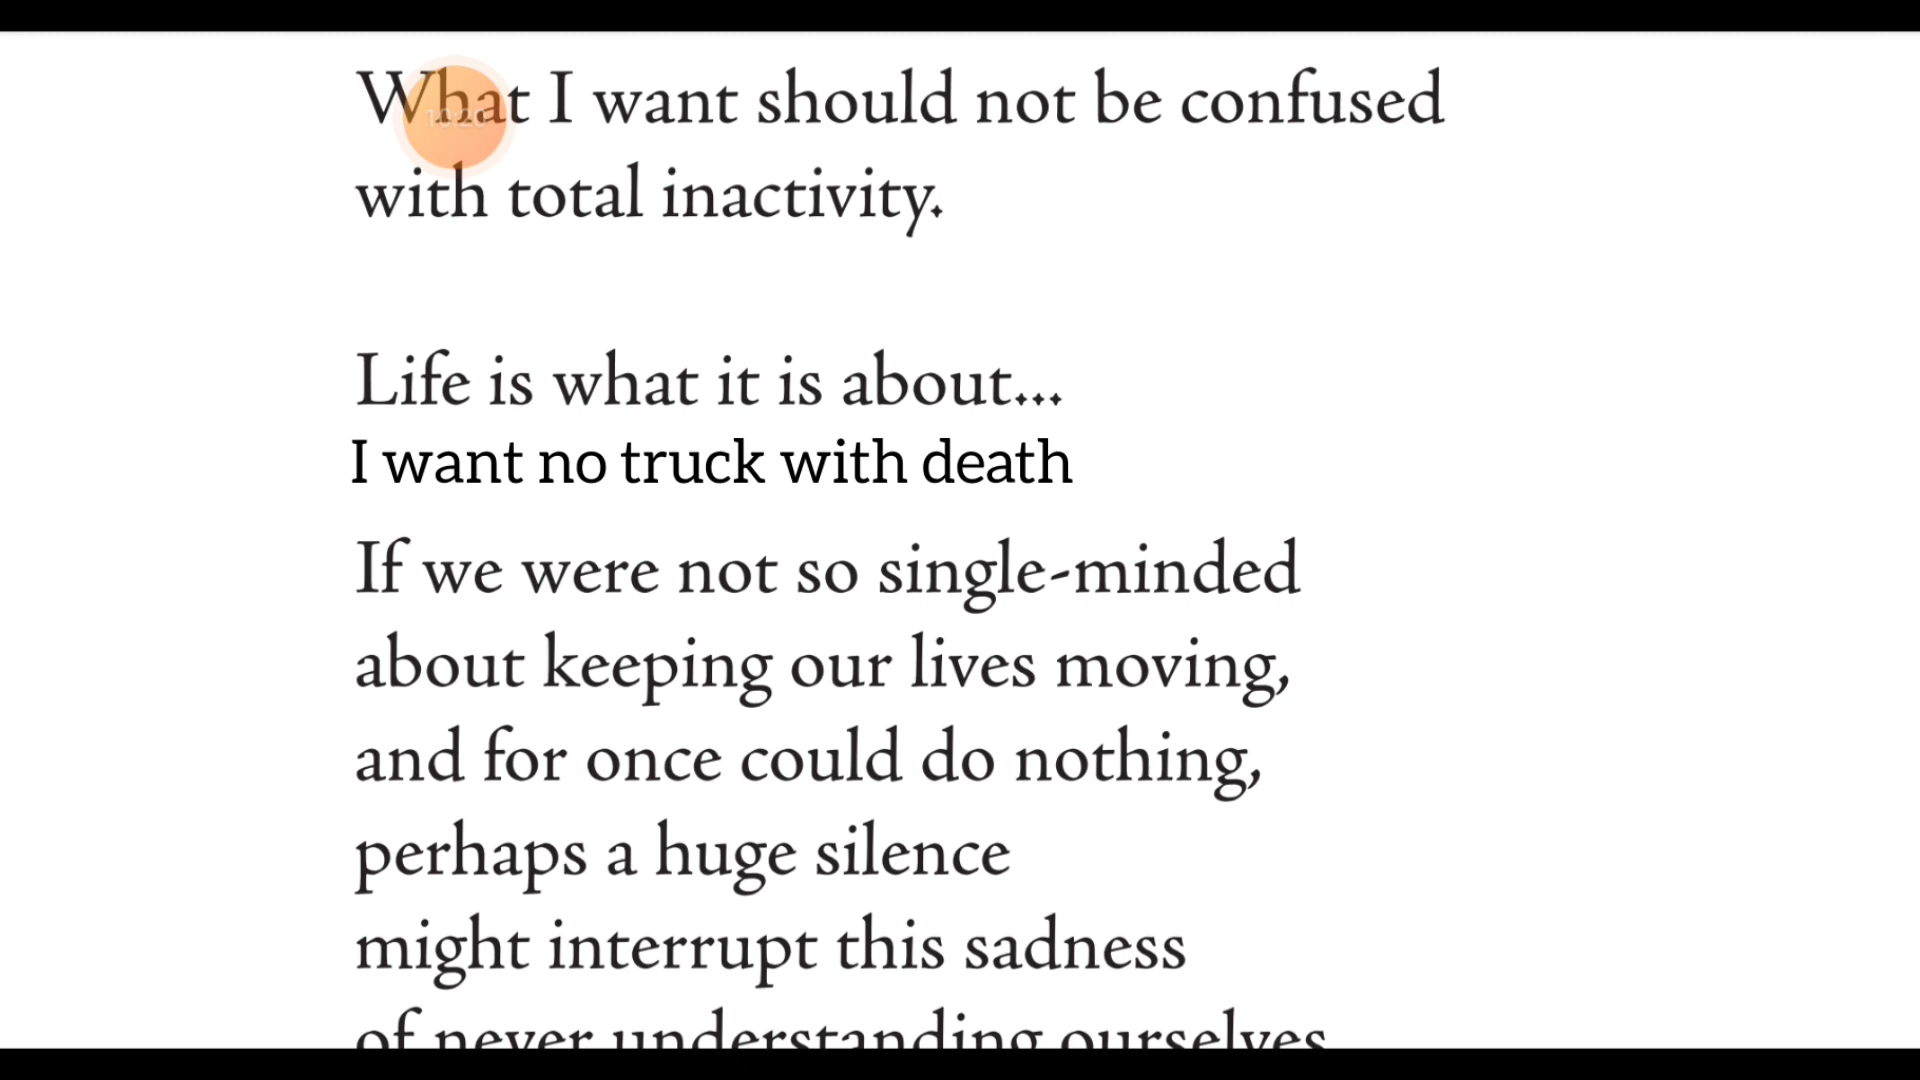 What I want should not be confused
with total inactivity.
Life is what it is about...
I want no truck with death
If we were not so single-minded
about keeping our lives moving,
and for once could do nothing,
perhaps a huge silence
might interrupt this sadness
of never understanding ourselves